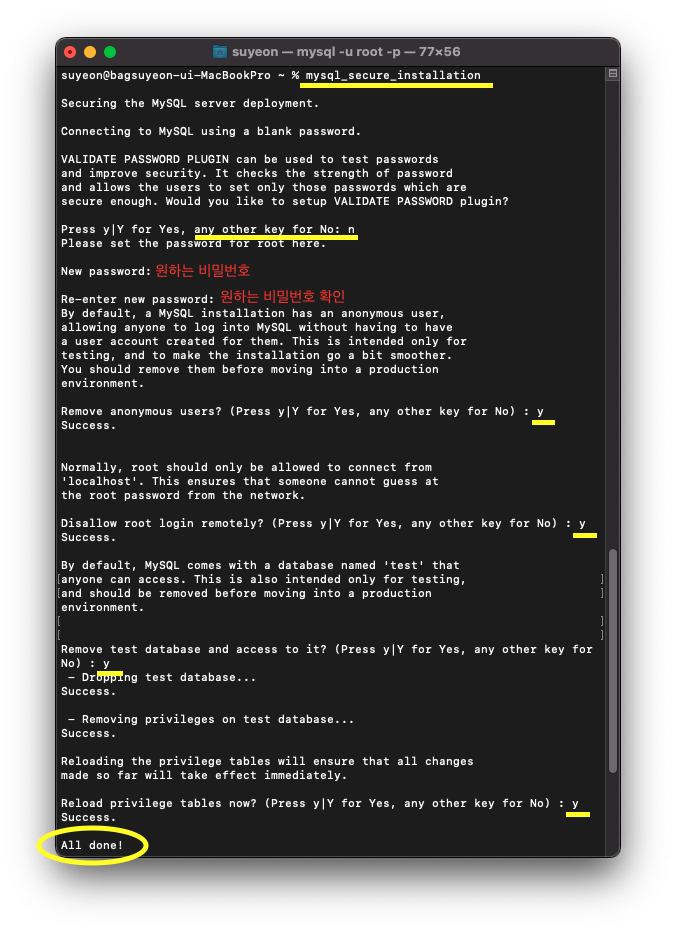 suyeon — mysql -u root -p — 77×56
suyeon@bagsuyeon-ui-MacBookPro ~ % mysql_secure_installation
Securing the MySQL server deployment.
Connecting to MySQL using a blank password.
VALIDATE PASSWORD PLUGIN can be used to test passwords
and improve security. It checks the strength of password
and allows the users to set only those passwords which are
secure enough. Would you like to setup VALIDATE PASSWORD plugin?
Press y|Y for Yes, any other key for No: n
Please set the password for root here.
New password: 원하는 비밀번호
Re-enter new password: 원하는 비밀번호 확인
By default, a MySQL installation has an anonymous user,
allowing anyone to log into MySQL without having to have
a user account created for them. This is intended only for
testing, and to make the installation go a bit smoother.
You should remove them before moving into a production
environment.
Remove anonymous users? (Press y|Y for Yes, any other key for No) : y
Success.
Normally, root should only be allowed to connect from
'localhost'. This ensures that someone cannot guess at
the root password from the network.
Disallow root login remotely? (Press y|Y for Yes, any other key for No) : y
Success.
By default, MySQL comes with a database named 'test' that
[anyone can access. This is also intended only for testing, ]
[and should be removed before moving into a production ]
environment.
[ ]
[ ]
Remove test database and access to it? (Press y|Y for Yes, any other key for
No) : y
- Dropping test database...
Success.
- Removing privileges on test database...
Success.
Reloading the privilege tables will ensure that all changes
made so far will take effect immediately.
Reload privilege tables now? (Press y|Y for Yes, any other key for No) : y
Success.
All done!